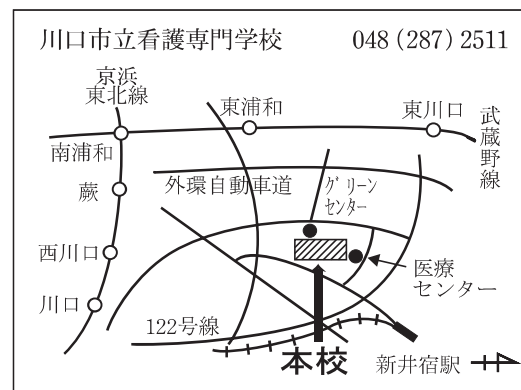 川口市立看護専門学校　048 (287) 2511
京浜
東北線
東浦和
東川口
武蔵野線
南浦和
外環自動車道
グリーン
センター
蕨
西川口
医療
センター
川口
122号線
本校
新井宿駅